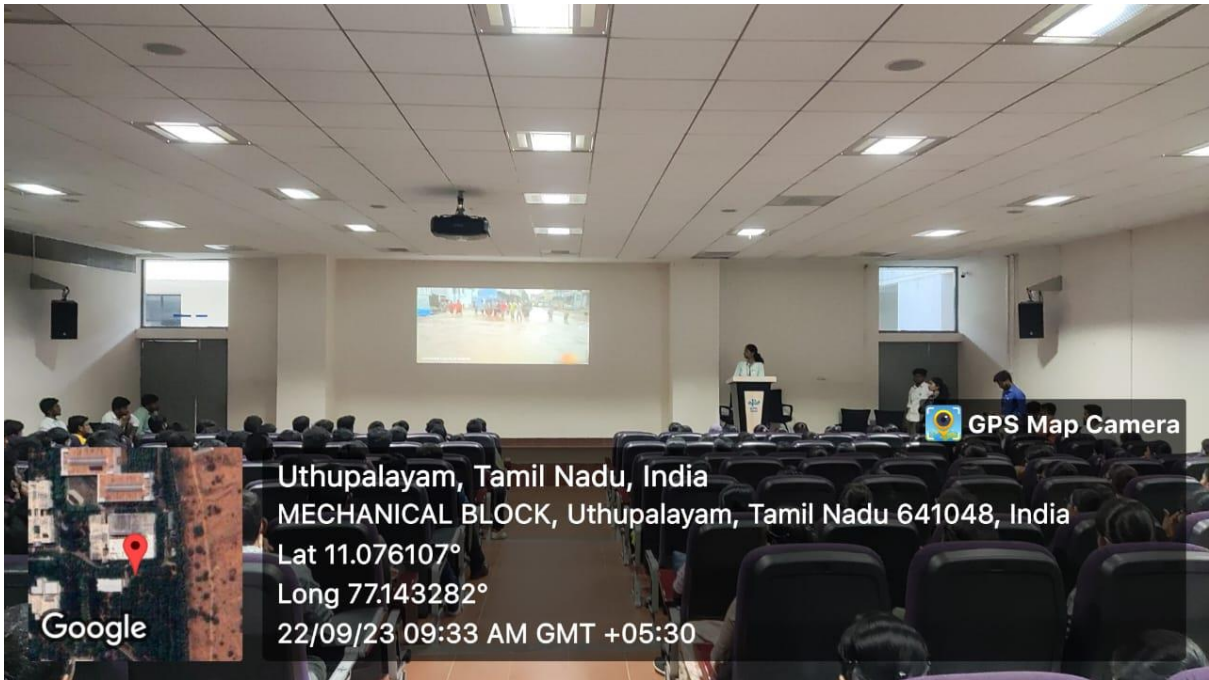 GPS Map Camera
Uthupalayam, Tamil Nadu, India
MECHANICAL BLOCK, Uthupalayam, Tamil Nadu 641048, India
Lat 11.076107°
Long 77.143282°
22/09/23 09:33 AM GMT +05:30
Google